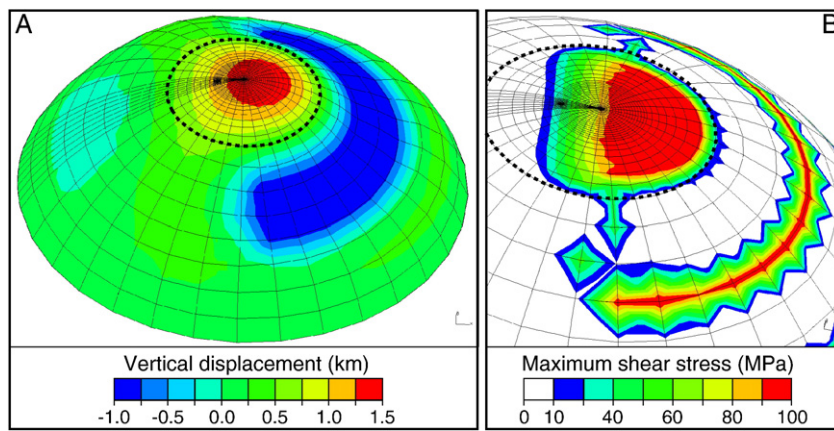 A
B
Vertical displacement (km)
-1.0 -0.5 0.0 0.5 1.0 1.5
Maximum shear stress (MPa)
0 10 20 40 60 80 100